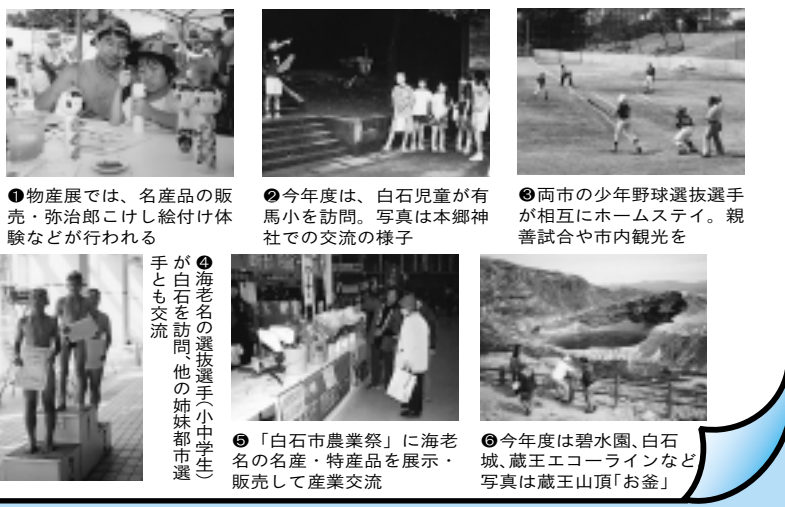 ❶物産展では、名産品の販
売・弥治郎こけし絵付け体
験などが行われる
❷今年度は、白石児童が有
馬小を訪問。写真は本郷神
社での交流の様子
❸両市の少年野球選抜選手
が相互にホームステイ。親
善試合や市内観光を
❹海老名の選抜選手（小中学生）
が白石を訪問、他の姉妹都市選
手とも交流
❺「白石市農業祭」に海老
名の名産・特産品を展示・
販売して産業交流
❻今年度は碧水園、白石
城、蔵王エコーラインなど
写真は蔵王山頂「お釜」